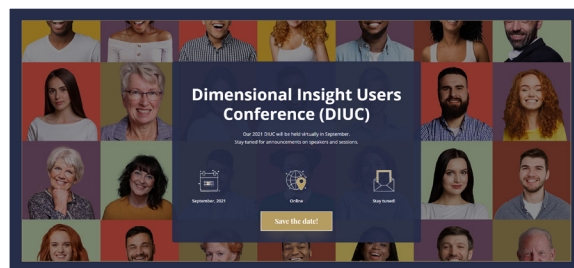 Dimensional Insight Users
Conference (DIUC)
Our 2021 DIUC will be held virtually in September.
Stay tuned for announcements on speakers and sessions.
September, 2021
Online
Stay tuned!
Save the date!